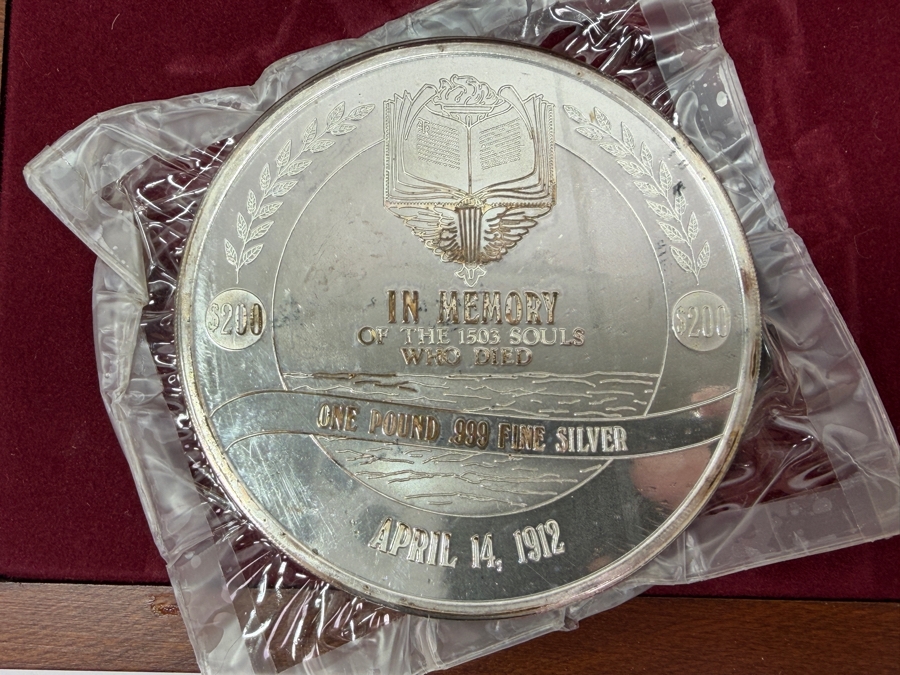 IN MEMORY
OF THE 1503 SOULS
WHO DIED
$200
$200
ONE POUND .999 FINE SILVER
APRIL 14, 1912